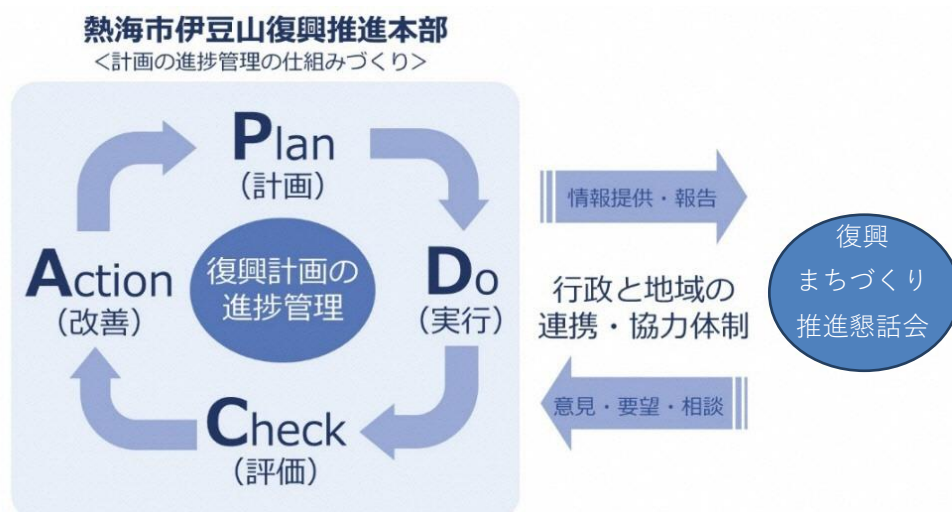 熱海市伊豆山復興推進本部
<計画の進捗管理の仕組みづくり>
Plan
(計画)
情報提供・報告
Action
(改善)
復興計画の
進捗管理
Do
(実行)
行政と地域の
連携・協力体制
復興
まちづくり
推進懇話会
意見・要望・相談
Check
(評価)